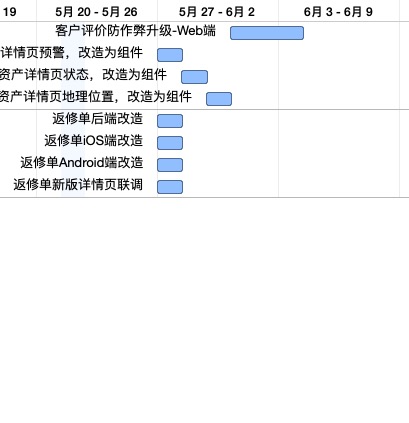 19
5月 20 - 5月 26
5月 27 - 6月 2
6月 3 - 6月 9
客户评价防作弊升级-Web端
详情页预警，改造为组件
资产详情页状态，改造为组件
资产详情页地理位置，改造为组件
返修单后端改造
返修单iOS端改造
返修单Android端改造
返修单新版详情页联调